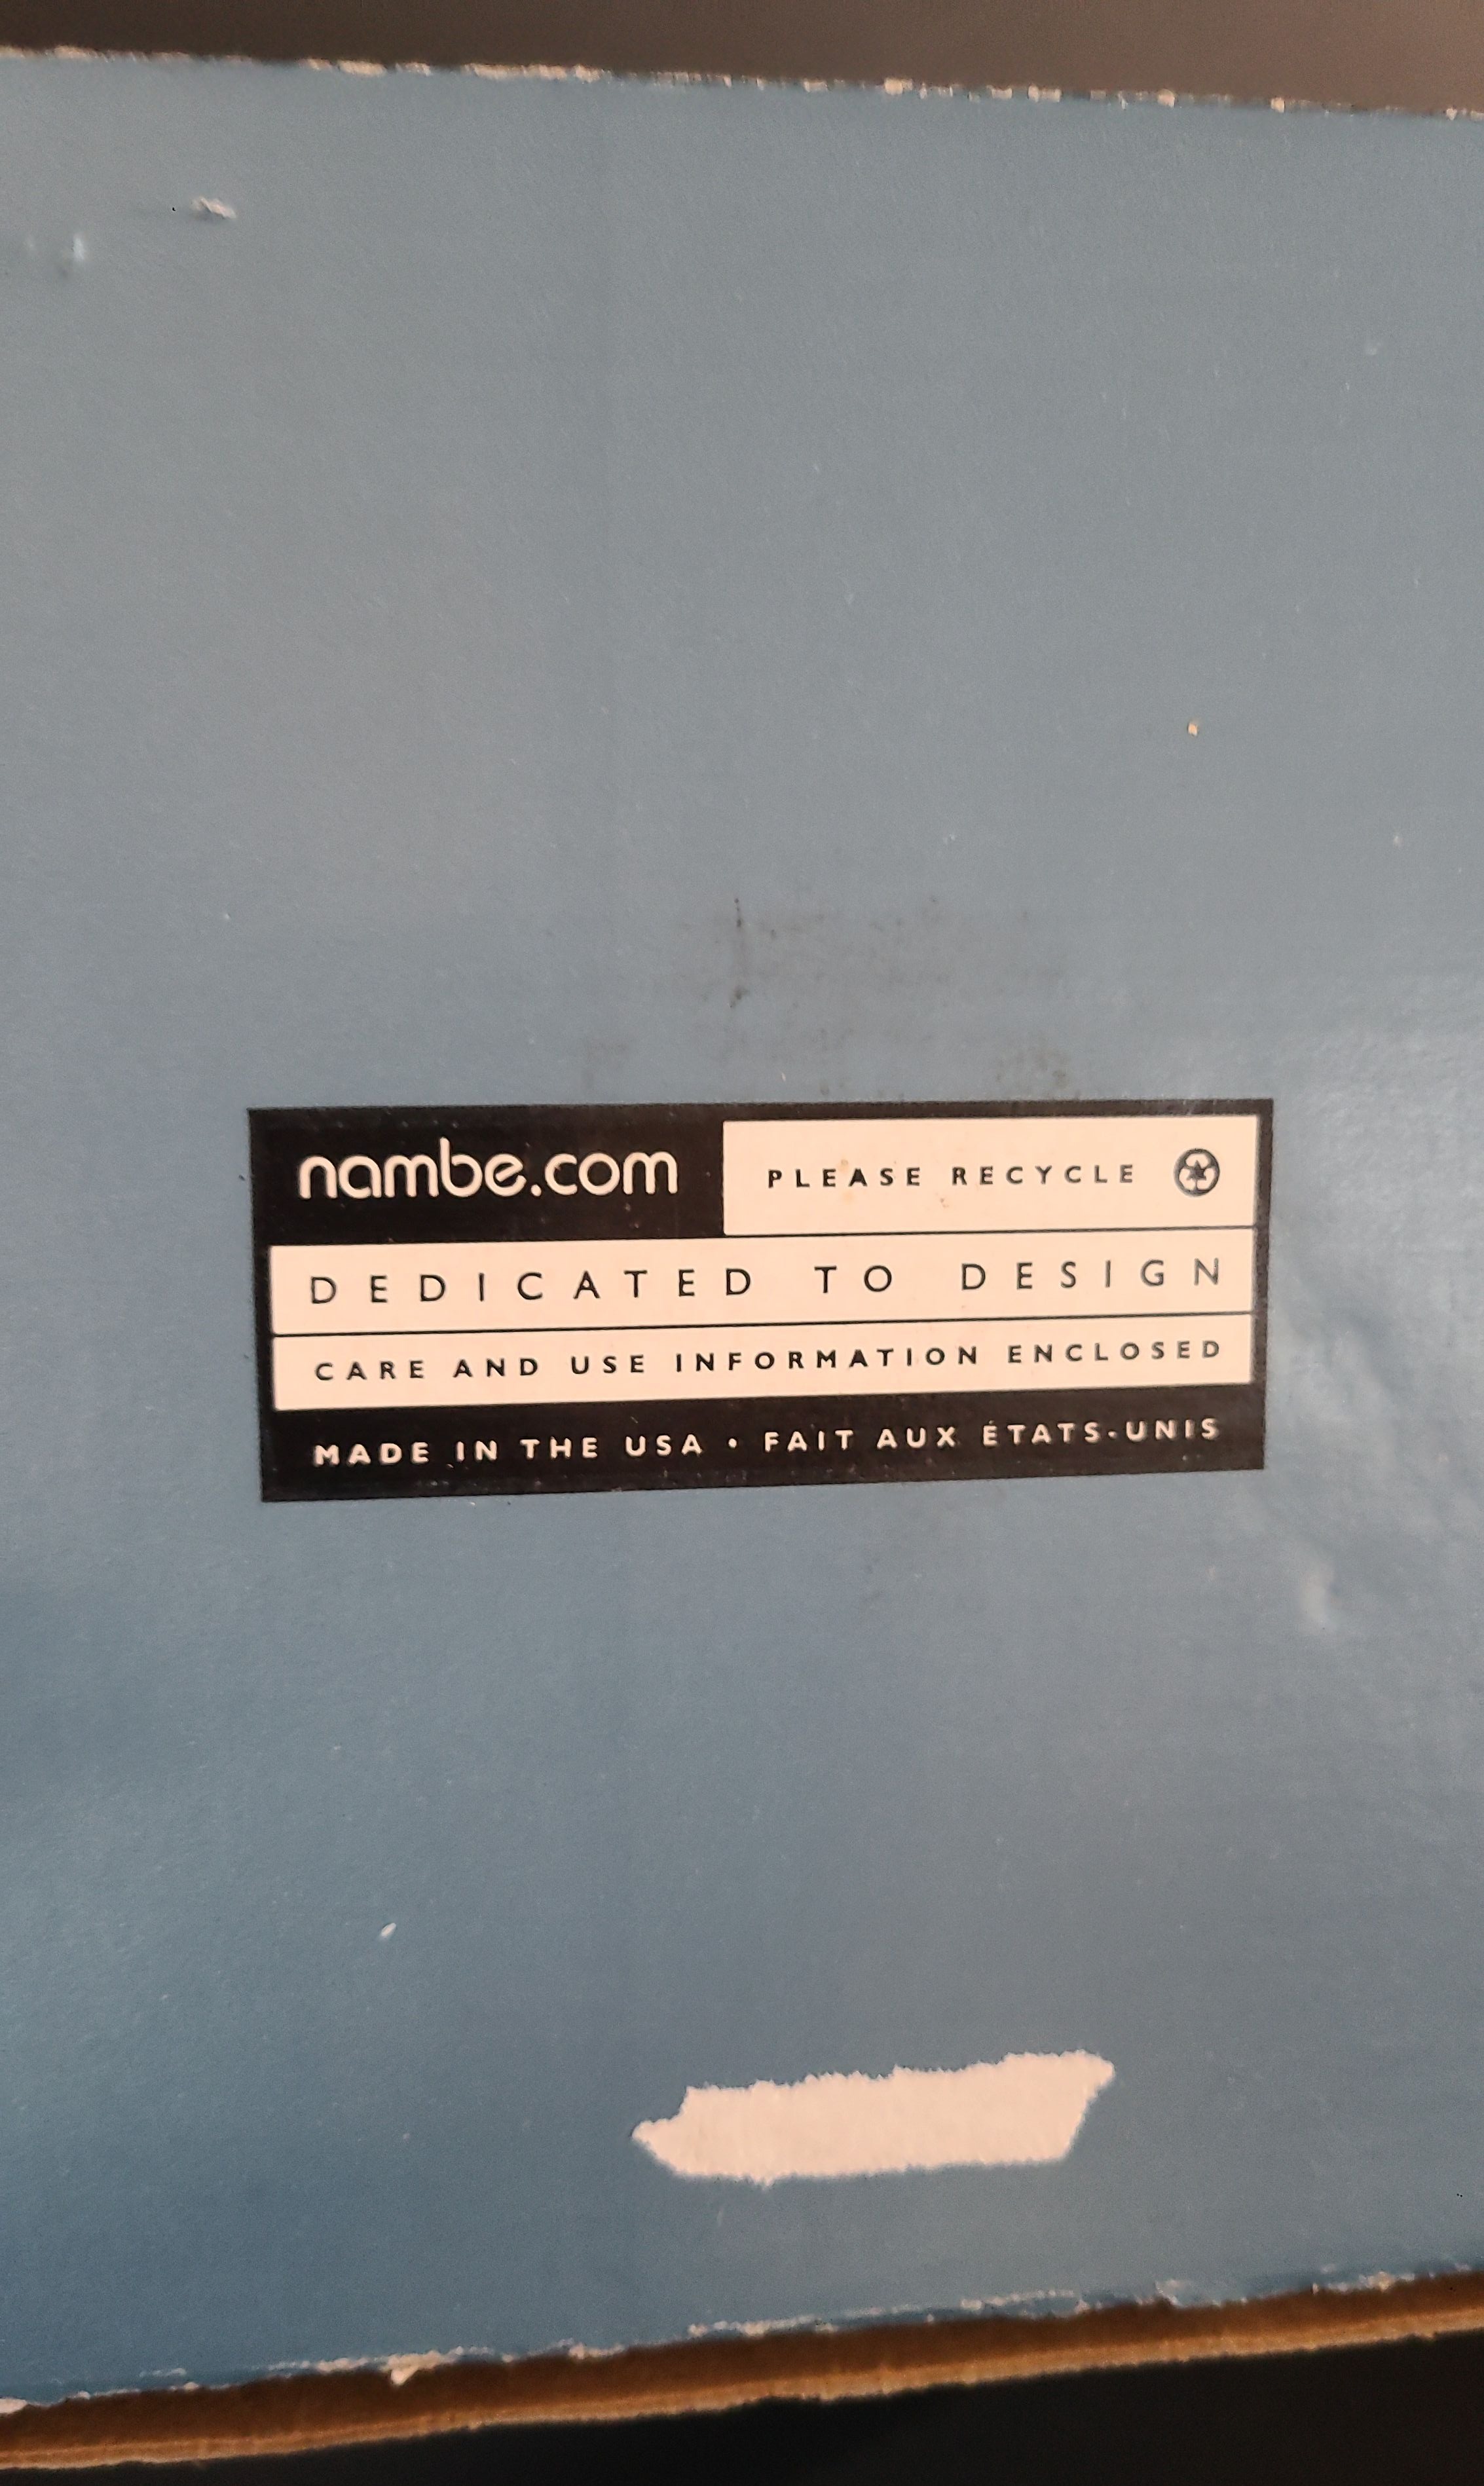 nambe.com
PLEASE RECYCLE
DEDICATED TO DESIGN
CARE AND USE INFORMATION ENCLOSED
MADE IN THE USA • FAIT AUX ÉTATS-UNIS